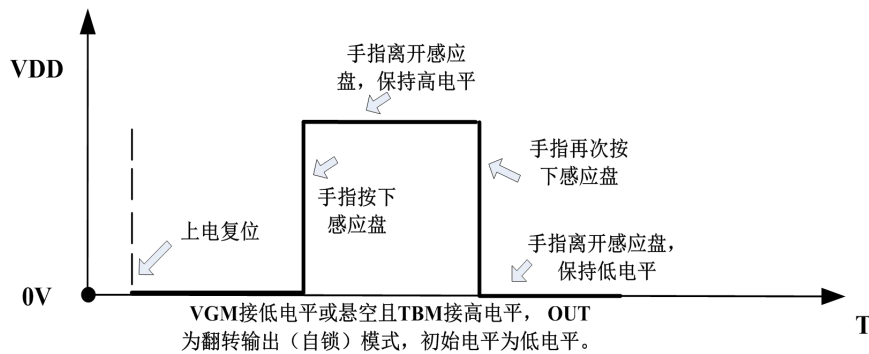 VDD
手指离开感应
盘，保持高电平
手指再次按
下感应盘
手指按下
感应盘
上电复位
手指离开感应盘，
保持低电平
0V
T
VGM接低电平或悬空且TBM接高电平， OUT
为翻转输出（自锁）模式，初始电平为低电平。